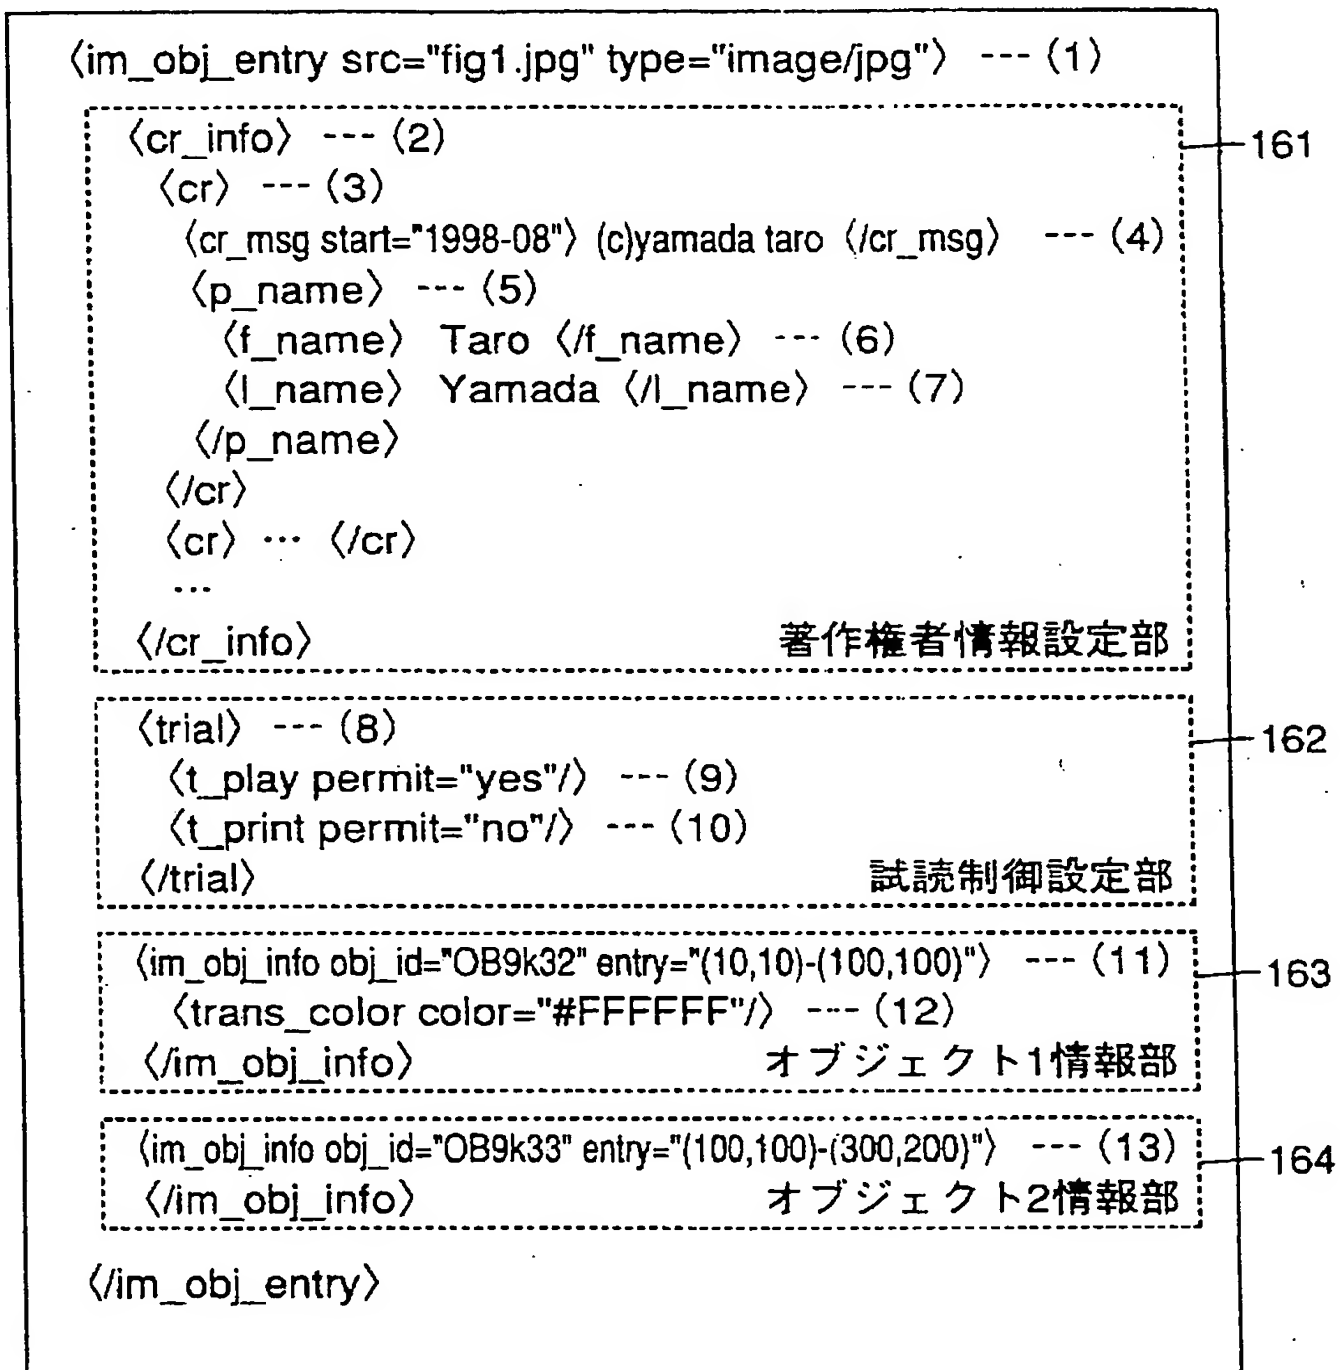 〈im_obj_entry src="fig1.jpg" type="image/jpg"〉 --- (1)
〈cr_info〉 --- (2)
161
〈cr〉 --- (3)
〈cr_msg start="1998-08"〉 (c)yamada taro 〈/cr_msg〉 --- (4)
〈p_name〉 --- (5)
〈f_name〉 Taro 〈/f_name〉 --- (6)
〈l_name〉 Yamada 〈/l_name〉 --- (7)
〈/p_name〉
〈/cr〉
〈cr〉 … 〈/cr〉
…
〈/cr_info〉 著作権者情報設定部
〈trial〉 --- (8)
162
〈t_play permit="yes"/〉 --- (9)
〈t_print permit="no"/〉 --- (10)
〈/trial〉 試読制御設定部
〈im_obj_info obj_id="OB9k32" entry="(10,10)-(100,100)"〉 --- (11)
163
〈trans_color color="#FFFFFF"/〉 --- (12)
〈/im_obj_info〉 オブジェクト1情報部
〈im_obj_info obj_id="OB9k33" entry="(100,100)-(300,200)"〉 --- (13)
164
〈/im_obj_info〉 オブジェクト2情報部
〈/im_obj_entry〉